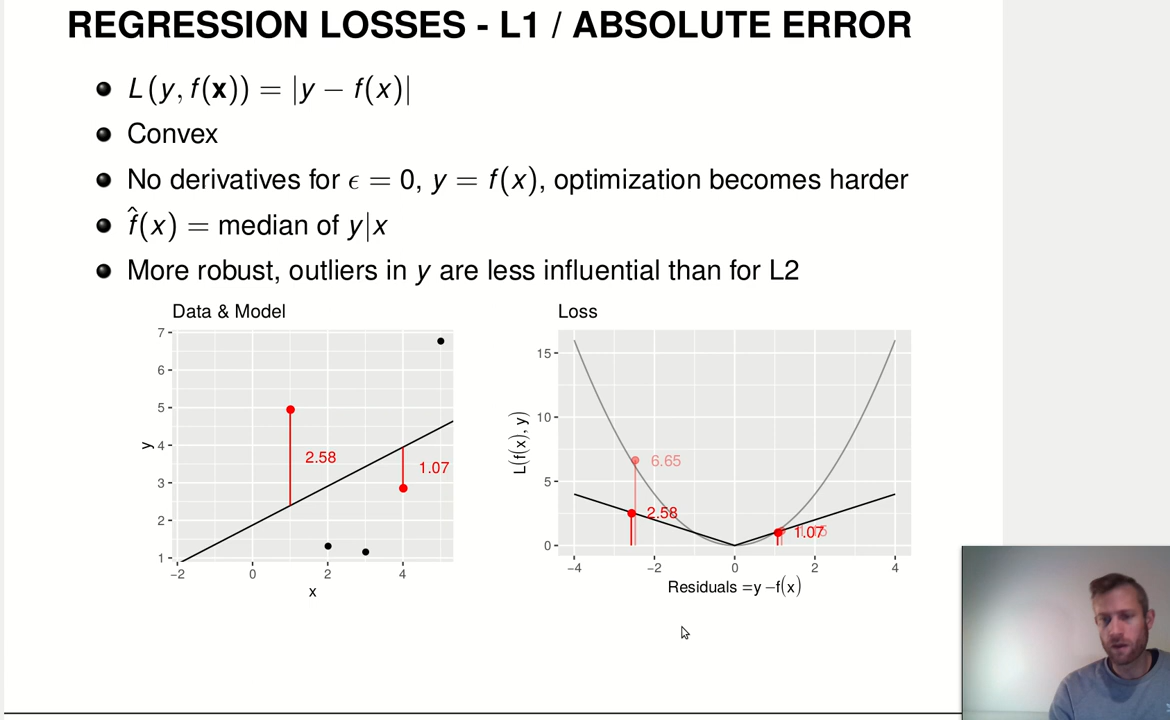 REGRESSION LOSSES - L1 / ABSOLUTE ERROR
L(y, f(x)) = |y − f(x)|
Convex
No derivatives for ϵ = 0, y = f(x), optimization becomes harder
f̂(x) = median of y|x
More robust, outliers in y are less influential than for L2
Data & Model
7
6
5
4
3
2
1
y
2.58
1.07
−2
0
2
4
x
Loss
15
10
5
0
L(f(x), y)
6.65
2.58
1.07
−4
−2
0
2
4
Residuals =y −f(x)